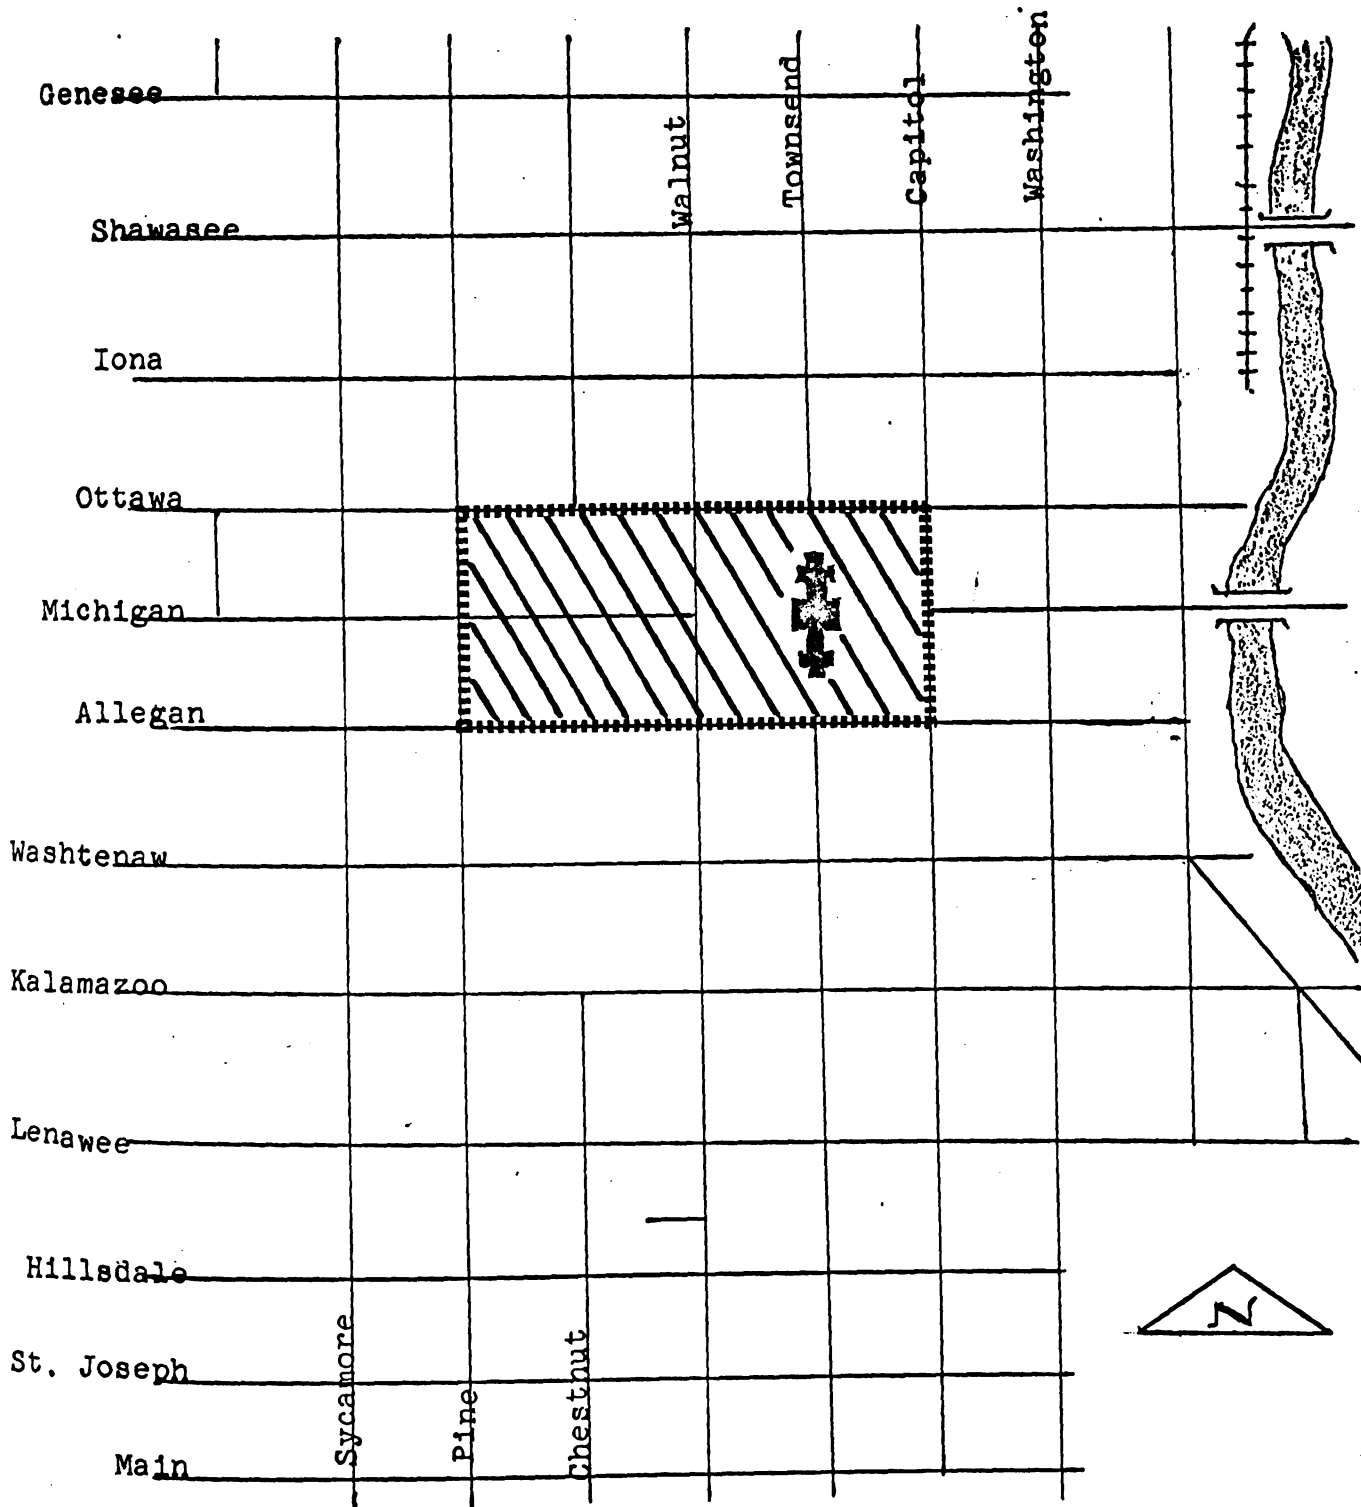 Genesee
Walnut
Townsend
Capitol
Washington
Shawasee
Iona
Ottawa
Michigan
Allegan
Washtenaw
Kalamazoo
Lenawee
Hillsdale
St. Joseph
Main
Sycamore
Pine
Chestnut
N